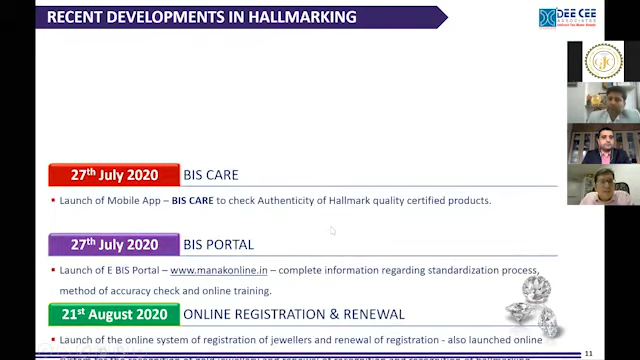 RECENT DEVELOPMENTS IN HALLMARKING
DEE CEE
ASSOCIATES
GJC
27th July 2020 BIS CARE
▪ Launch of Mobile App – BIS CARE to check Authenticity of Hallmark quality certified products.
27th July 2020 BIS PORTAL
▪ Launch of E BIS Portal – www.manakonline.in – complete information regarding standardization process,
method of accuracy check and online training.
21st August 2020 ONLINE REGISTRATION & RENEWAL
▪ Launch of the online system of registration of jewellers and renewal of registration - also launched online
11